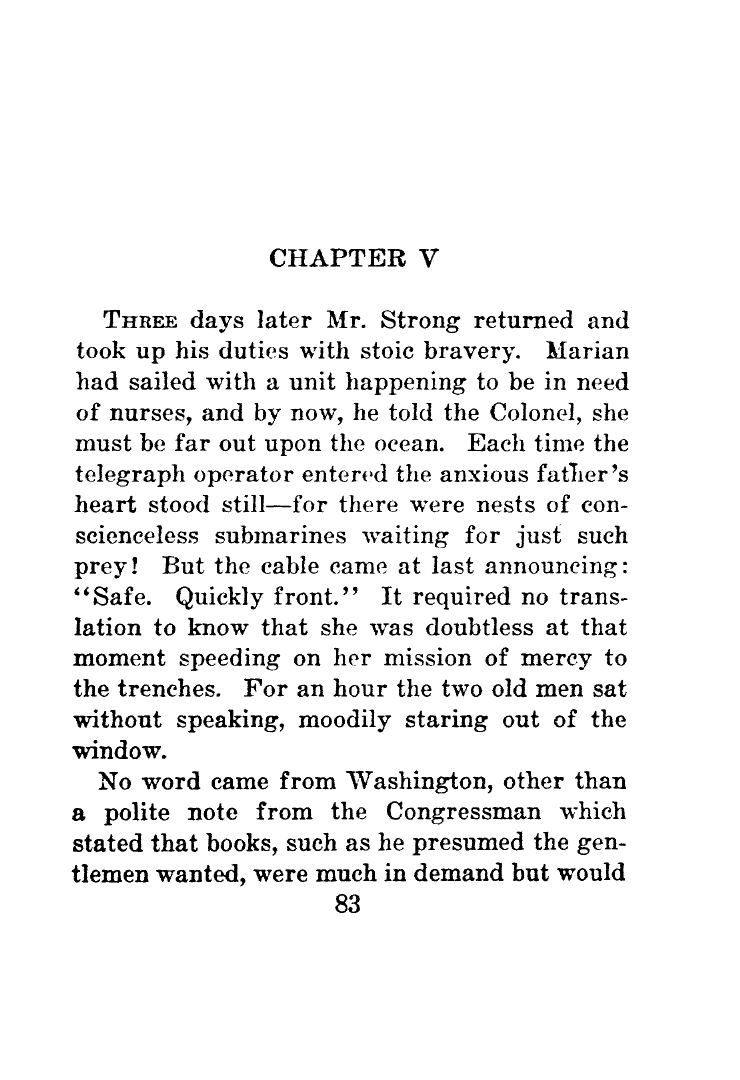 CHAPTER V
THREE days later Mr. Strong returned and
took up his duties with stoic bravery. Marian
had sailed with a unit happening to be in need
of nurses, and by now, he told the Colonel, she
must be far out upon the ocean. Each time the
telegraph operator entered the anxious father's
heart stood still—for there were nests of con-
scienceless submarines waiting for just such
prey! But the cable came at last announcing:
"Safe. Quickly front." It required no trans-
lation to know that she was doubtless at that
moment speeding on her mission of mercy to
the trenches. For an hour the two old men sat
without speaking, moodily staring out of the
window.
No word came from Washington, other than
a polite note from the Congressman which
stated that books, such as he presumed the gen-
tlemen wanted, were much in demand but would
83